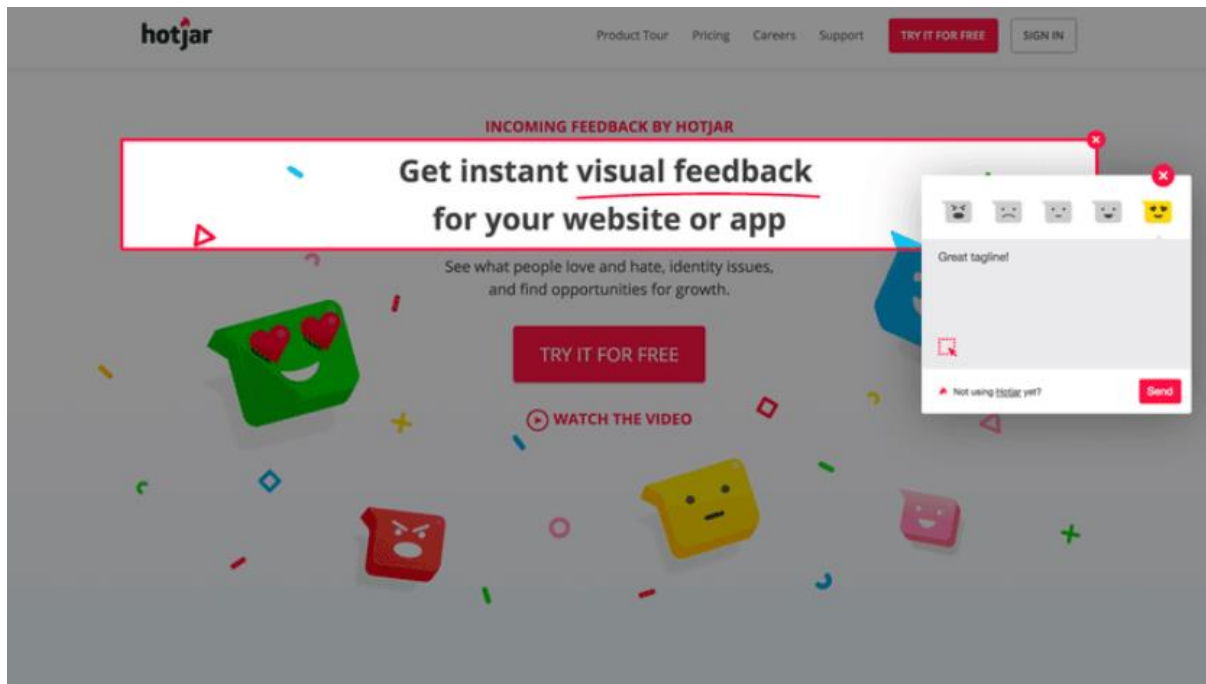 hotjar
Product Tour Pricing Careers Support TRY IT FOR FREE SIGN IN
INCOMING FEEDBACK BY HOTJAR
Get instant visual feedback
for your website or app
See what people love and hate, identity issues,
and find opportunities for growth.
TRY IT FOR FREE
WATCH THE VIDEO
Great tagline!
Not using Hotjar yet?
Send